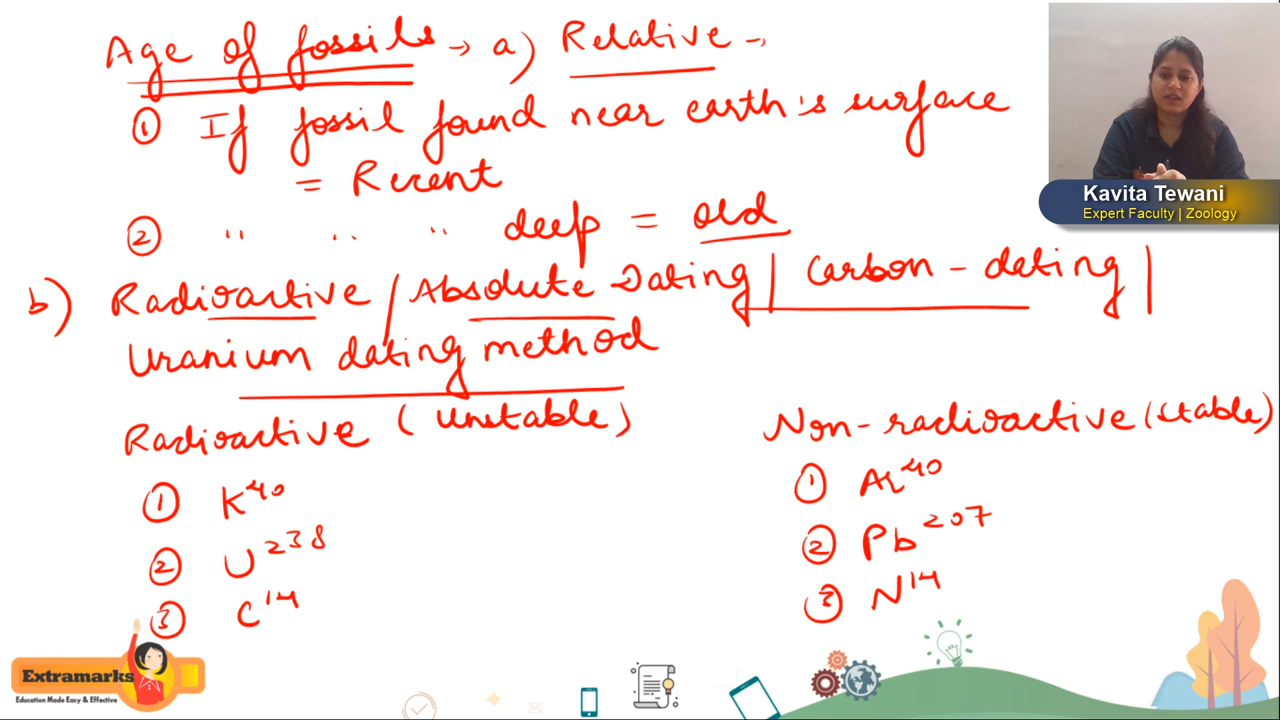 Age of fossils → a) Relative →
① If fossil found near earth's surface
= Recent
② " " " deep = old
b) Radioactive / Absolute Dating | Carbon - dating |
Uranium dating method
Radioactive (Unstable)
① K⁴⁰
② U²³⁸
③ C¹⁴
Non-radioactive (stable)
① Ar⁴⁰
② Pb²⁰⁷
③ N¹⁴
Kavita Tewani
Expert Faculty | Zoology
Extramarks
Education Made Easy & Effective